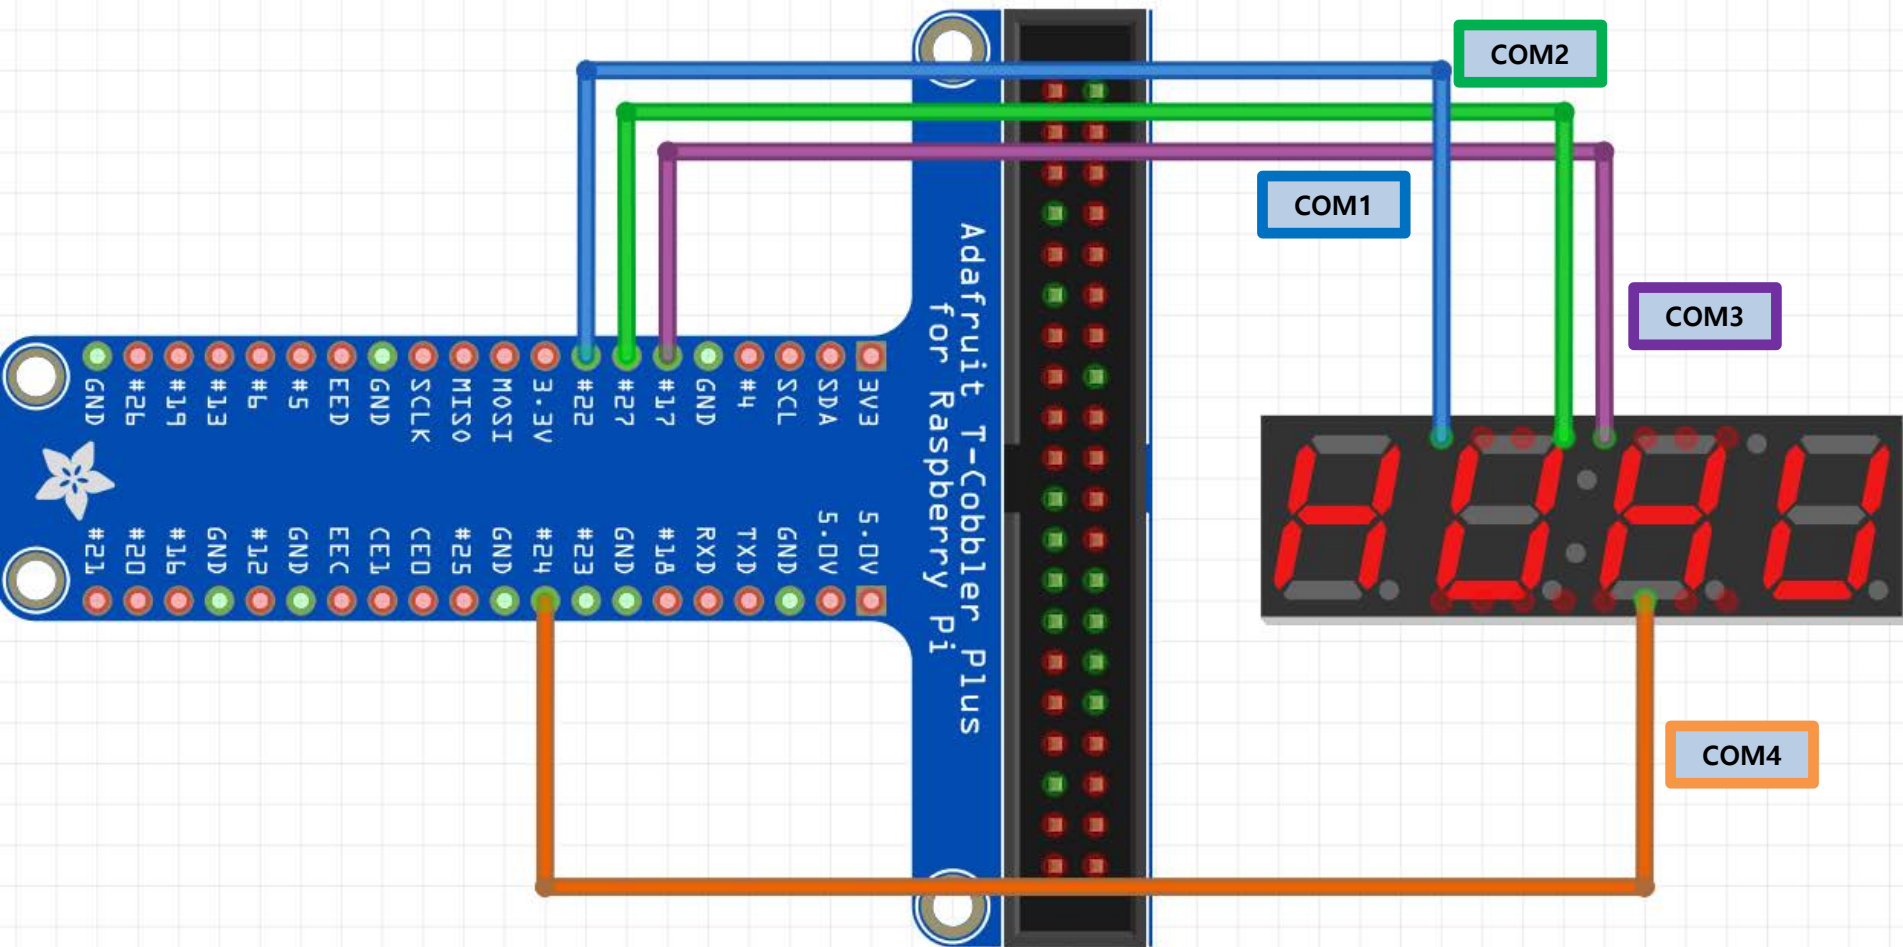 COM2
COM1
COM3
COM4
Adafruit T-Cobbler Plus
for Raspberry Pi
GND
#26
#19
#13
#6
#5
EED
GND
SCLK
MISO
MOSI
3.3V
#22
#27
#17
GND
#4
SCL
SDA
3V3
#21
#20
#16
GND
#12
GND
EEC
CE1
CE0
#25
GND
#24
#23
GND
#18
RXD
TXD
GND
5.0V
5.0V